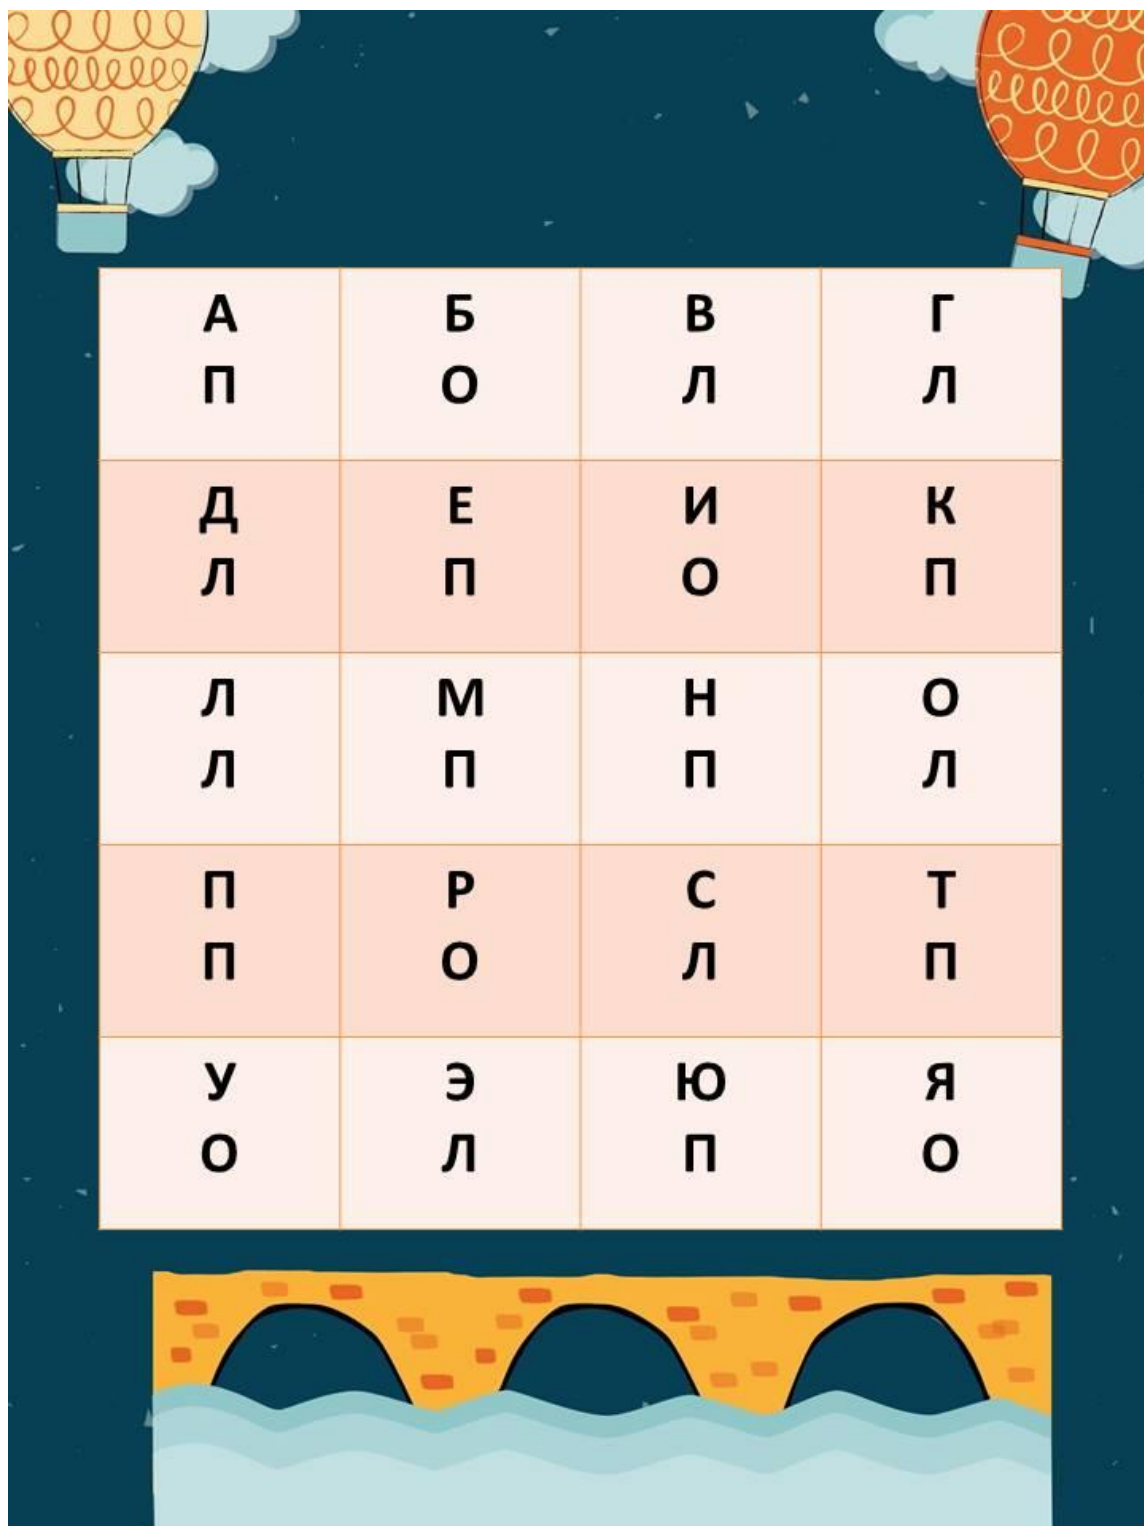 А Б В Г
П О Л Л
Д Е И К
Л П О П
Л М Н О
Л П П Л
П Р С Т
П О Л П
У Э Ю Я
О Л П О